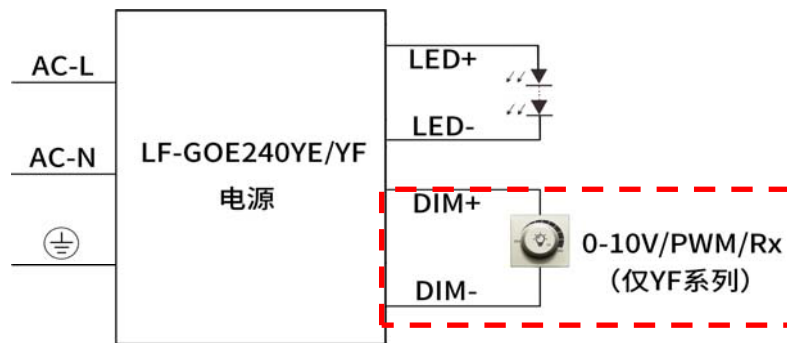 AC-L
AC-N
LF-GOE240YE/YF
电源
LED+
LED-
DIM+
DIM-
0-10V/PWM/Rx
（仅YF系列）